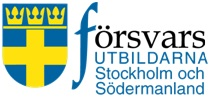 försvars
UTBILDARNA
Stockholm och
Södermanland